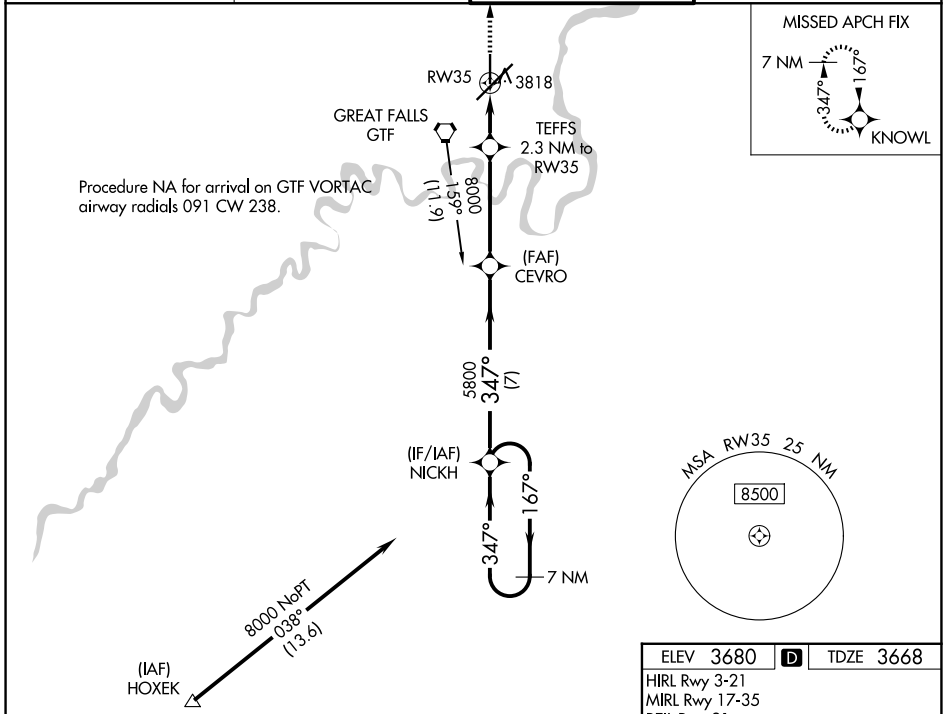 MISSED APCH FIX
7 NM
347°
167°
KNOWL
RW35
3818
GREAT FALLS
GTF
TEFFS
2.3 NM to
RW35
8000
159°
(11.9)
Procedure NA for arrival on GTF VORTAC
airway radials 091 CW 238.
(FAF)
CEVRO
5800
347°
(7)
(IF/IAF)
NICKH
347°
167°
7 NM
MSA RW35 25 NM
8500
8000 NoPT
038°
(13.6)
(IAF)
HOXEK
ELEV 3680 D TDZE 3668
HIRL Rwy 3-21
MIRL Rwy 17-35